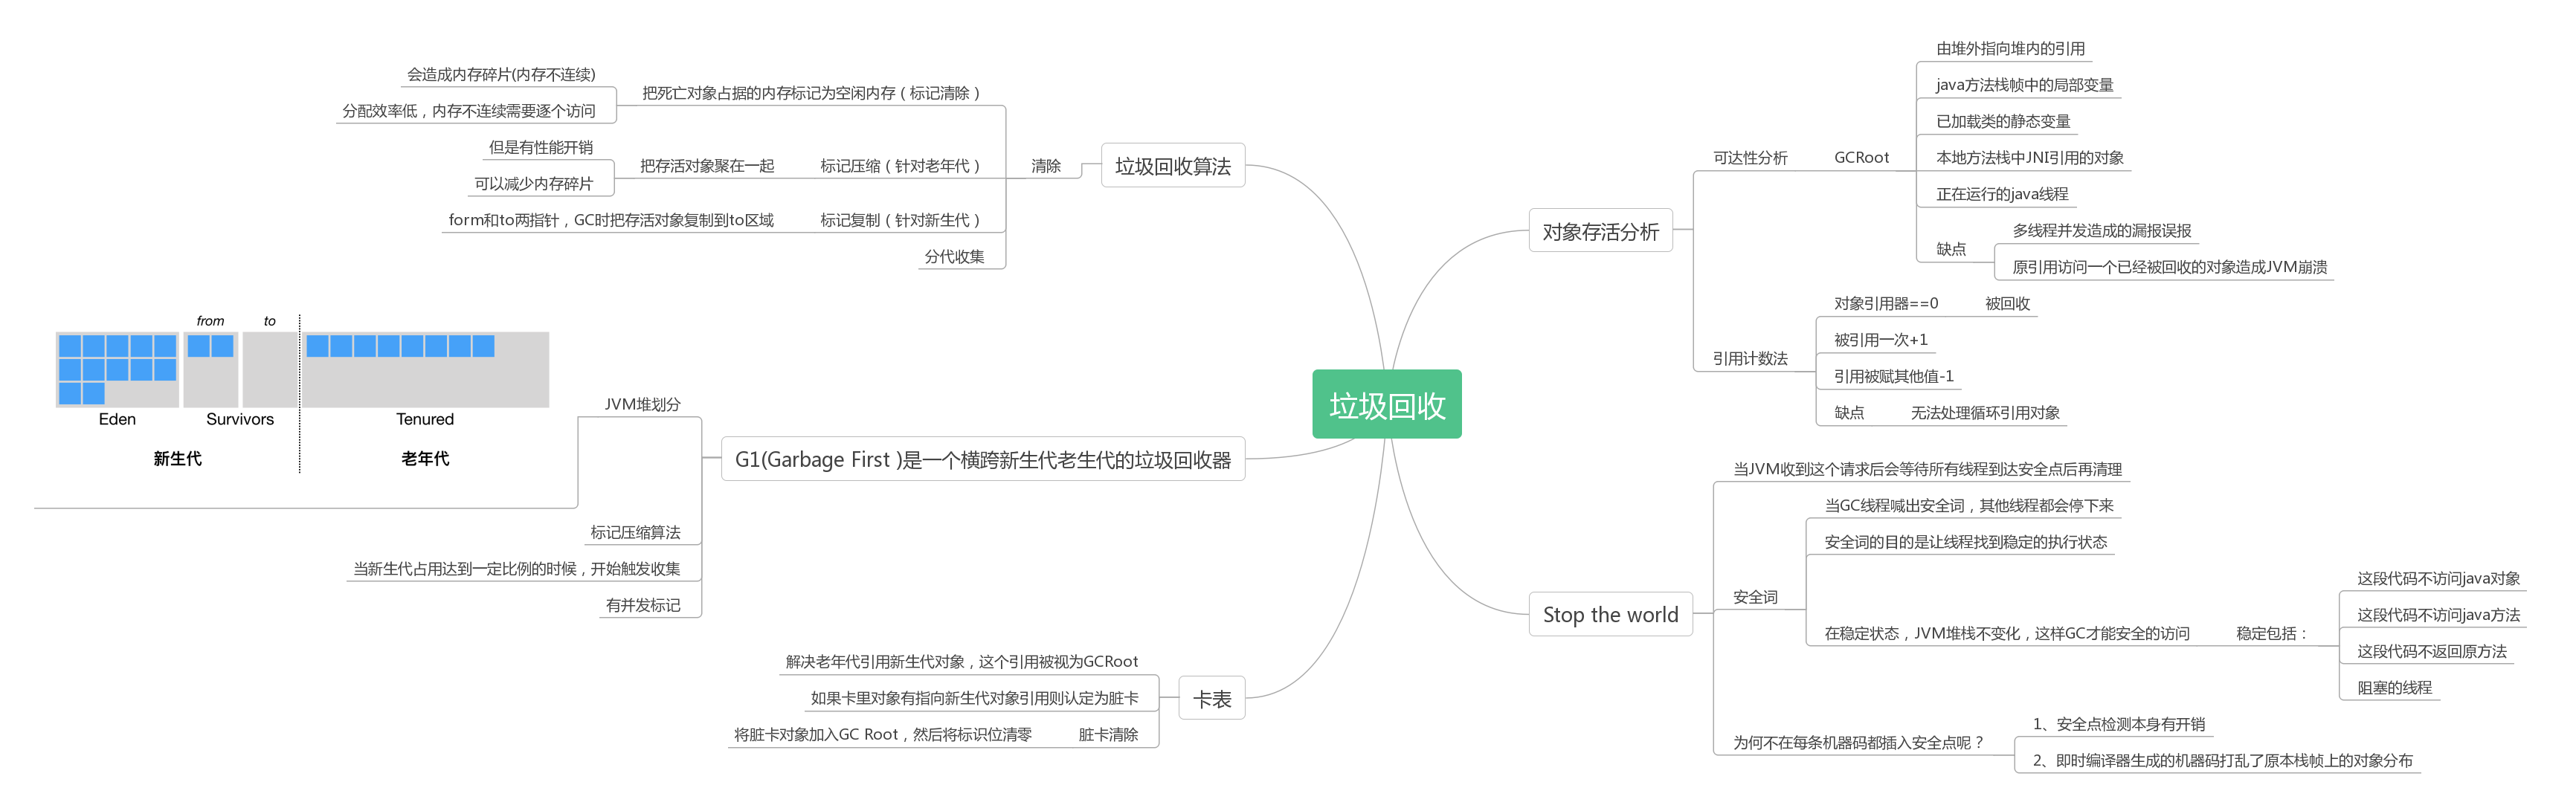 垃圾回收
垃圾回收算法
清除
把死亡对象占据的内存标记为空闲内存（标记清除）
会造成内存碎片(内存不连续)
分配效率低，内存不连续需要逐个访问
标记压缩（针对老年代）
把存活对象聚在一起
但是有性能开销
可以减少内存碎片
标记复制（针对新生代）
form和to两指针，GC时把存活对象复制到to区域
分代收集
G1(Garbage First )是一个横跨新生代老生代的垃圾回收器
JVM堆划分
from
to
Eden
Survivors
Tenured
新生代
老年代
标记压缩算法
当新生代占用达到一定比例的时候，开始触发收集
有并发标记
卡表
解决老年代引用新生代对象，这个引用被视为GCRoot
如果卡里对象有指向新生代对象引用则认定为脏卡
脏卡清除
将脏卡对象加入GC Root，然后将标识位清零
对象存活分析
可达性分析
GCRoot
由堆外指向堆内的引用
java方法栈帧中的局部变量
已加载类的静态变量
本地方法栈中JNI引用的对象
正在运行的java线程
缺点
多线程并发造成的漏报误报
原引用访问一个已经被回收的对象造成JVM崩溃
引用计数法
对象引用器==0
被回收
被引用一次+1
引用被赋其他值-1
缺点
无法处理循环引用对象
Stop the world
当JVM收到这个请求后会等待所有线程到达安全点后再清理
安全词
当GC线程喊出安全词，其他线程都会停下来
安全词的目的是让线程找到稳定的执行状态
在稳定状态，JVM堆栈不变化，这样GC才能安全的访问
稳定包括：
这段代码不访问java对象
这段代码不访问java方法
这段代码不返回原方法
阻塞的线程
为何不在每条机器码都插入安全点呢？
1、安全点检测本身有开销
2、即时编译器生成的机器码打乱了原本栈帧上的对象分布